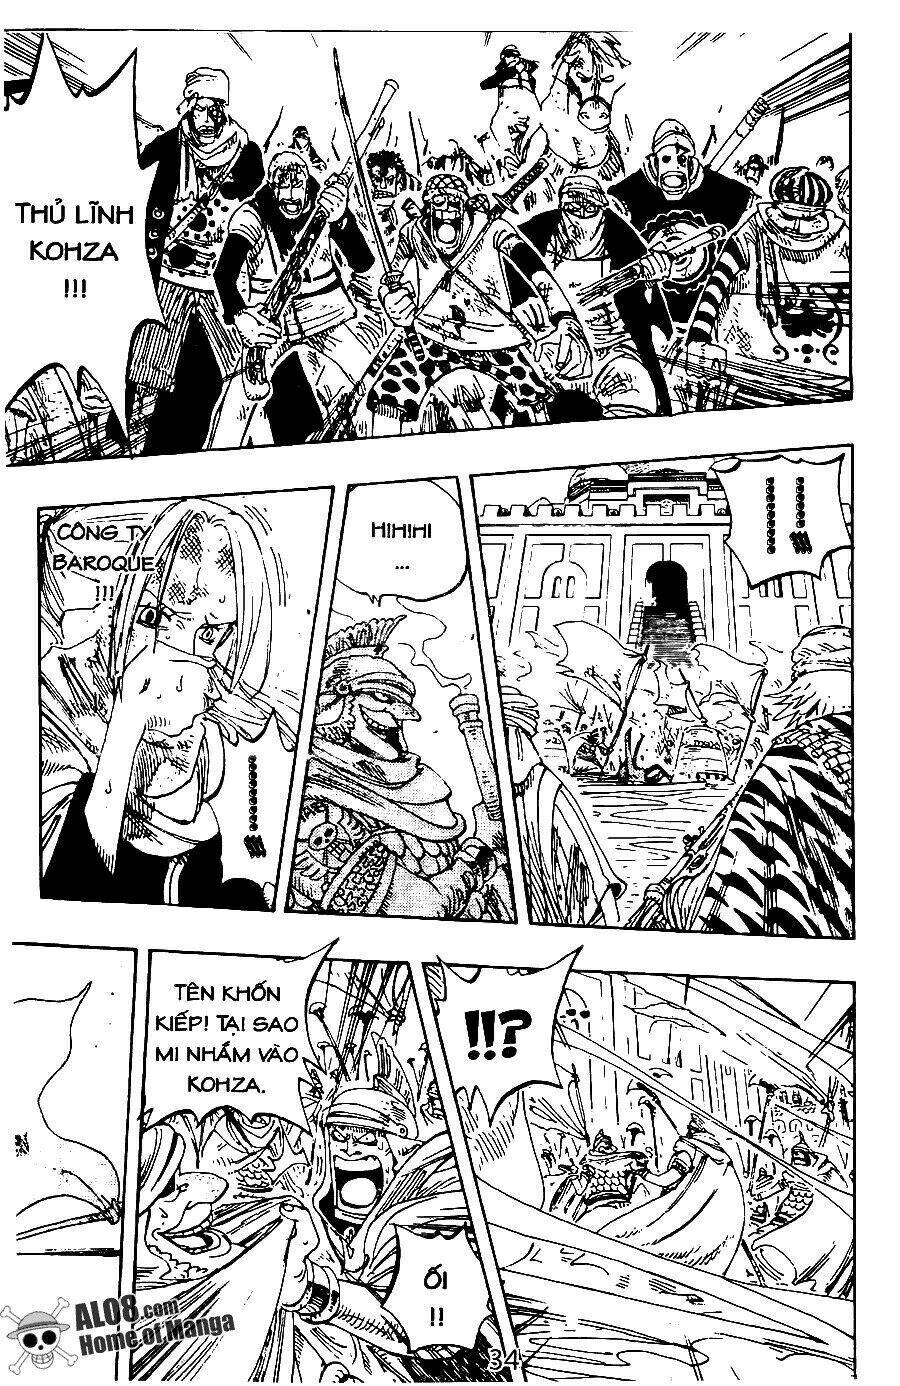 THỦ LĨNH
KOHZA
!!!
!!!
HIHIHI
...
CÔNG TY
BAROQUE
!!!
!!!
!!?
TÊN KHỐN
KIẾP! TẠI SAO
MI NHẮM VÀO
KOHZA.
ỐI
!!
34
ALO8.com
Home of Manga